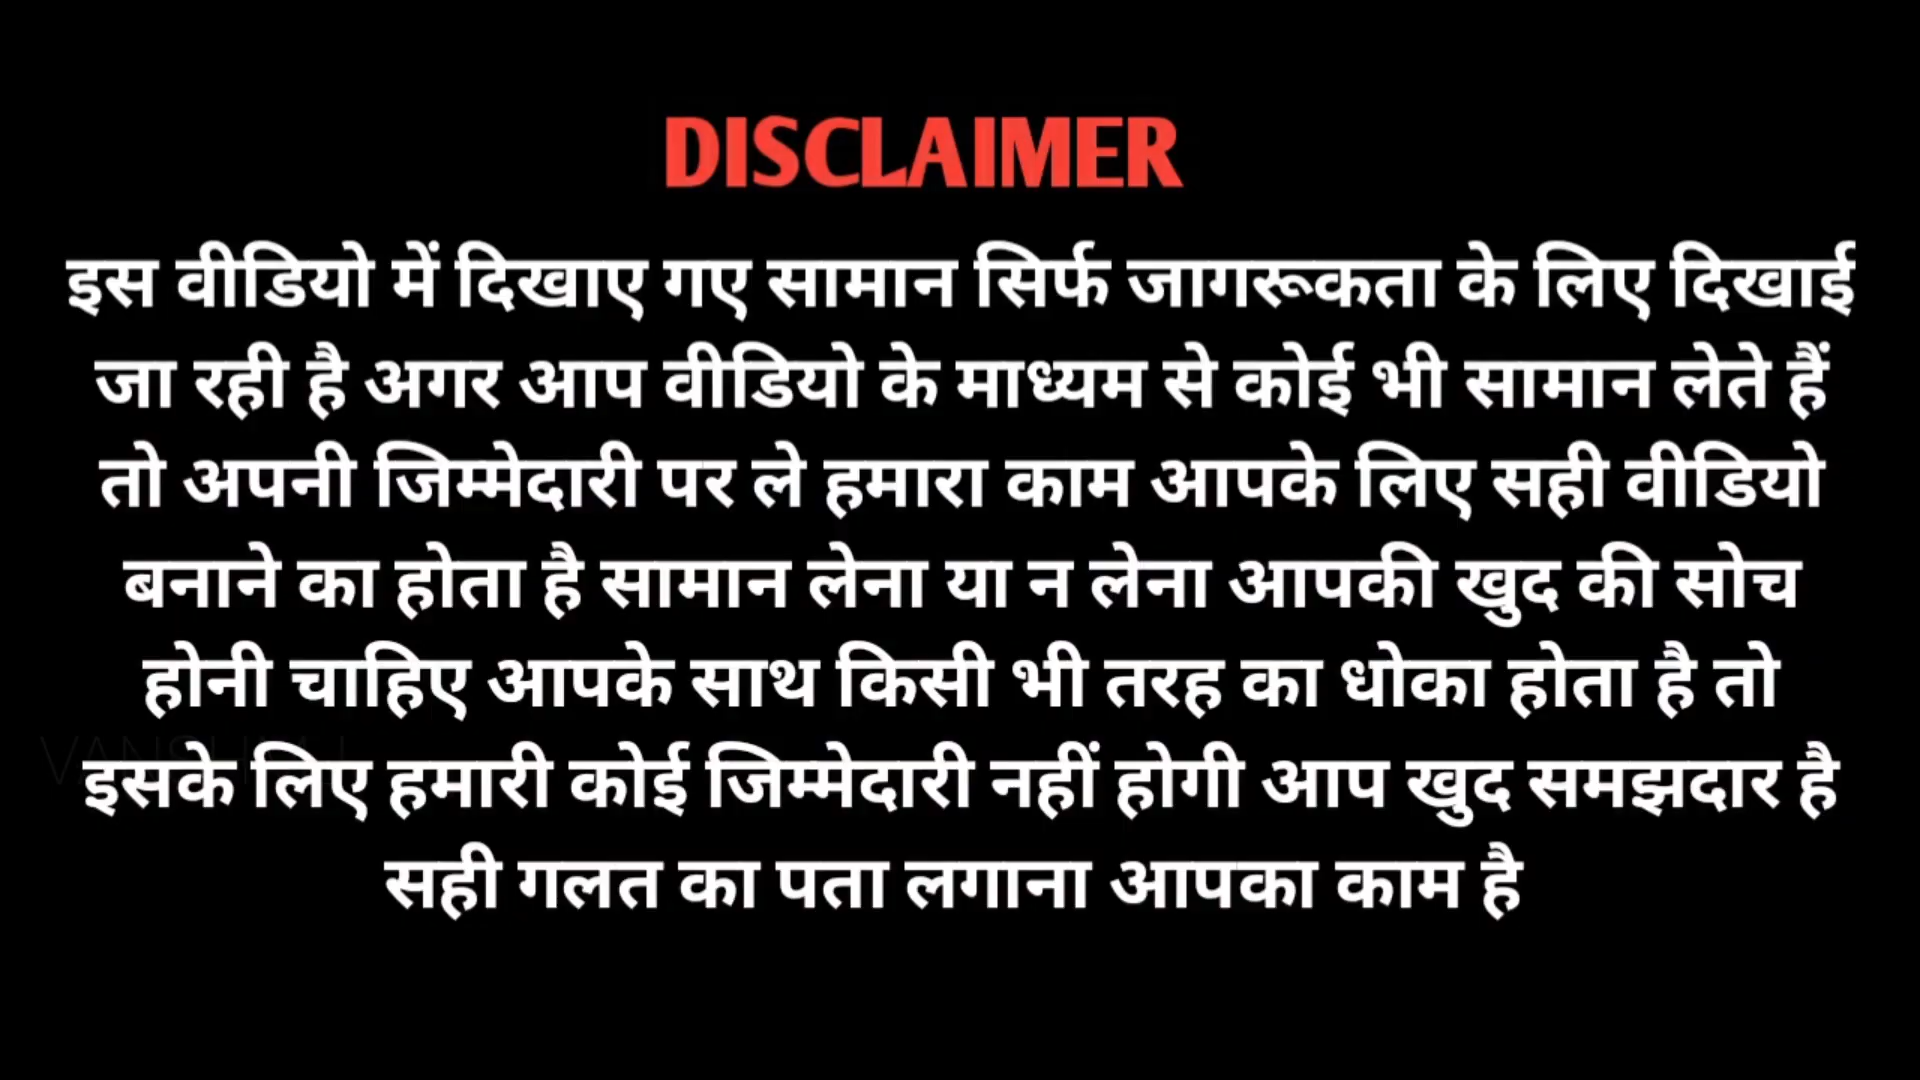 DISCLAIMER
इस वीडियो में दिखाए गए सामान सिर्फ जागरूकता के लिए दिखाई
जा रही है अगर आप वीडियो के माध्यम से कोई भी सामान लेते हैं
तो अपनी जिम्मेदारी पर ले हमारा काम आपके लिए सही वीडियो
बनाने का होता है सामान लेना या न लेना आपकी खुद की सोच
होनी चाहिए आपके साथ किसी भी तरह का धोका होता है तो
इसके लिए हमारी कोई जिम्मेदारी नहीं होगी आप खुद समझदार है
सही गलत का पता लगाना आपका काम है